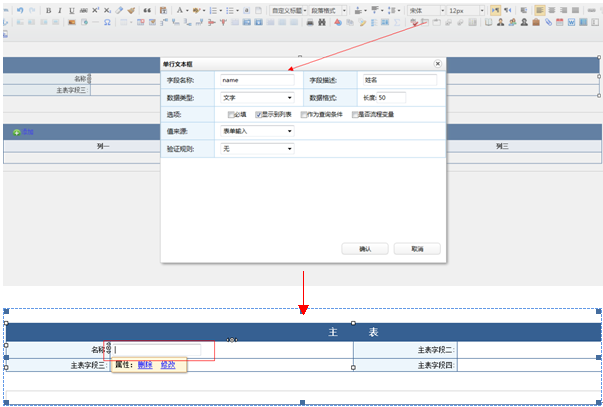 自定义标题 段落格式 宋体 12px
单行文本框
名称
字段名称: name 字段描述: 姓名
主表字段三:
数据类型: 文字 数据格式: 长度: 50
选项: 必填 显示到列表 作为查询条件 是否流程变量
添加
值来源: 表单输入
列一
列三
验证规则: 无
确认 取消
主 表
名称 主表字段二:
主表字段三: 属性: 删除 修改 主表字段四: